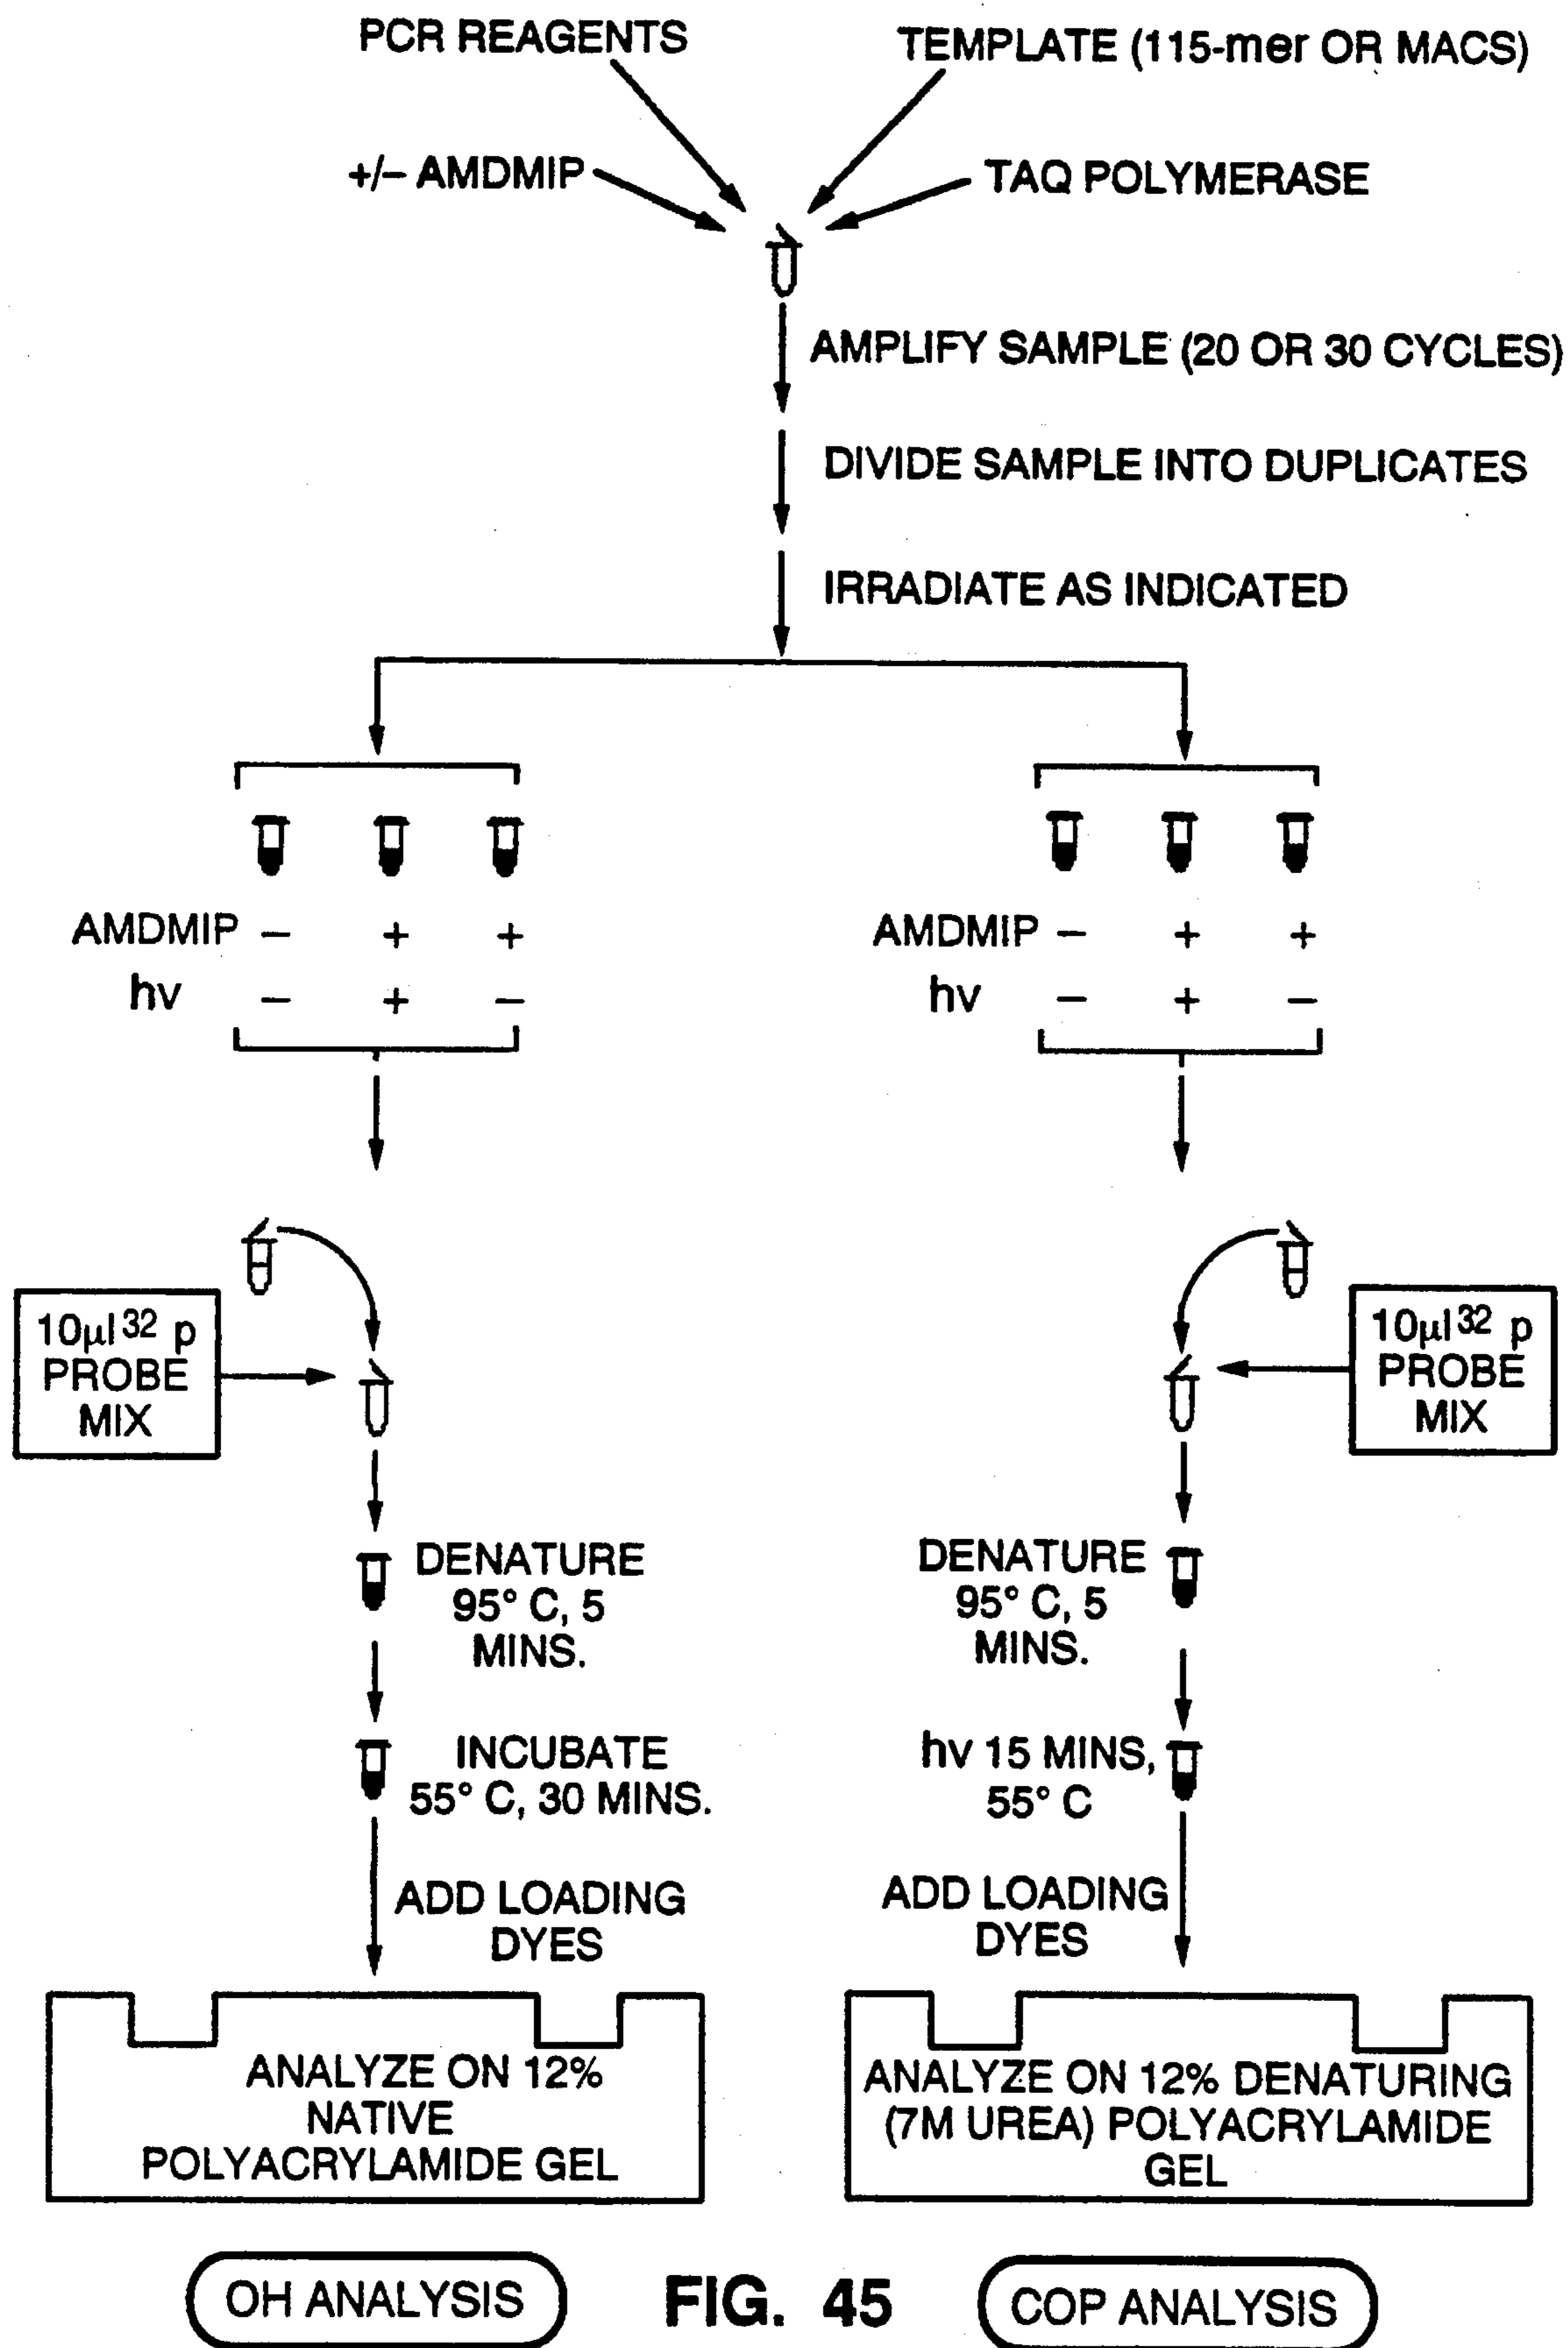 PCR REAGENTS
TEMPLATE (115-mer OR MACS)
+/– AMDMIP
TAQ POLYMERASE
AMPLIFY SAMPLE (20 OR 30 CYCLES)
DIVIDE SAMPLE INTO DUPLICATES
IRRADIATE AS INDICATED
AMDMIP – + +
hν – + –
AMDMIP – + +
hν – + –
10µl 32 p
PROBE
MIX
DENATURE
95° C, 5
MINS.
INCUBATE
55° C, 30 MINS.
ADD LOADING
DYES
ANALYZE ON 12%
NATIVE
POLYACRYLAMIDE GEL
OH ANALYSIS
10µl 32 p
PROBE
MIX
DENATURE
95° C, 5
MINS.
hν 15 MINS,
55° C
ADD LOADING
DYES
ANALYZE ON 12% DENATURING
(7M UREA) POLYACRYLAMIDE
GEL
COP ANALYSIS
FIG. 45